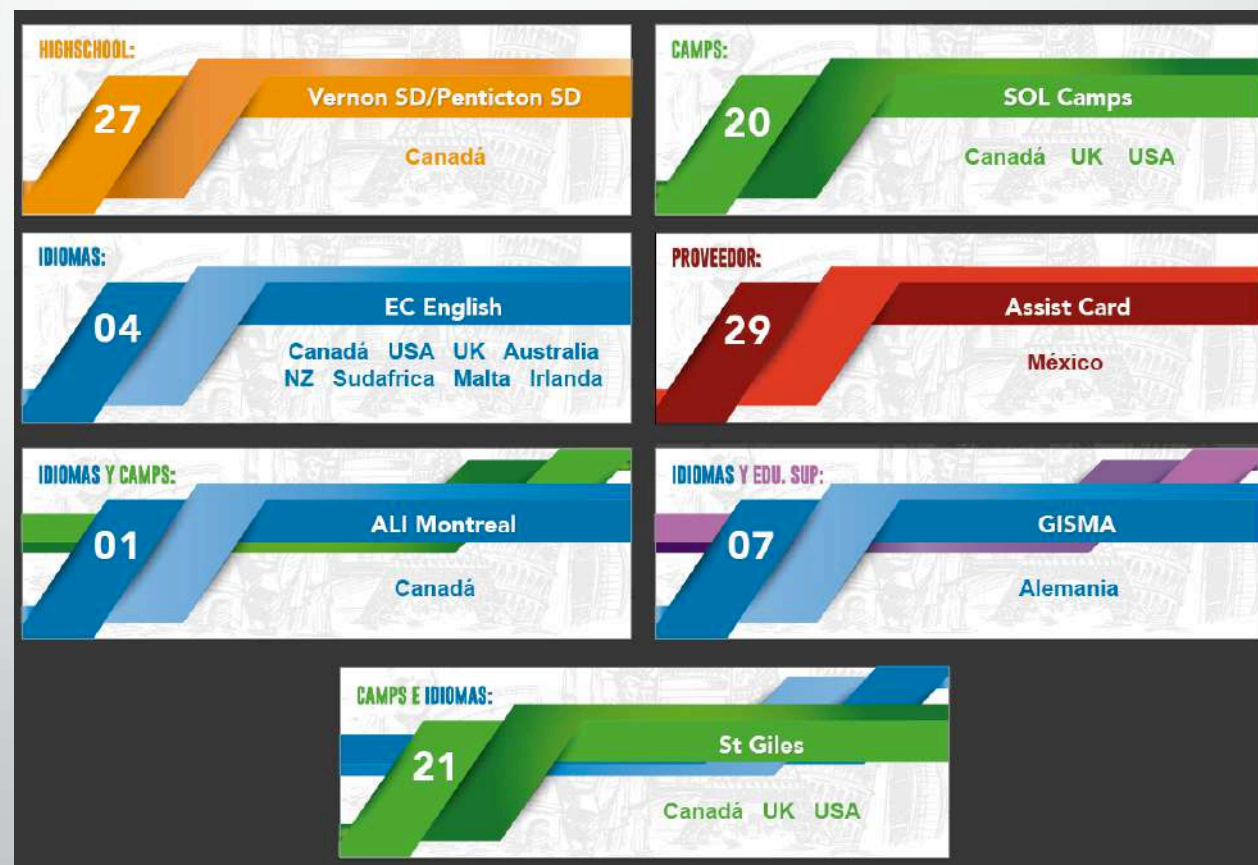 HIGHSCHOOL:
27
Vernon SD/Penticton SD
Canadá
CAMPS:
20
SOL Camps
Canadá UK USA
IDIOMAS:
04
EC English
Canadá USA UK Australia
NZ Sudafrica Malta Irlanda
PROVEEDOR:
29
Assist Card
México
IDIOMAS Y CAMPS:
01
ALI Montreal
Canadá
IDIOMAS Y EDU. SUP:
07
GISMA
Alemania
CAMPS E IDIOMAS:
21
St Giles
Canadá UK USA